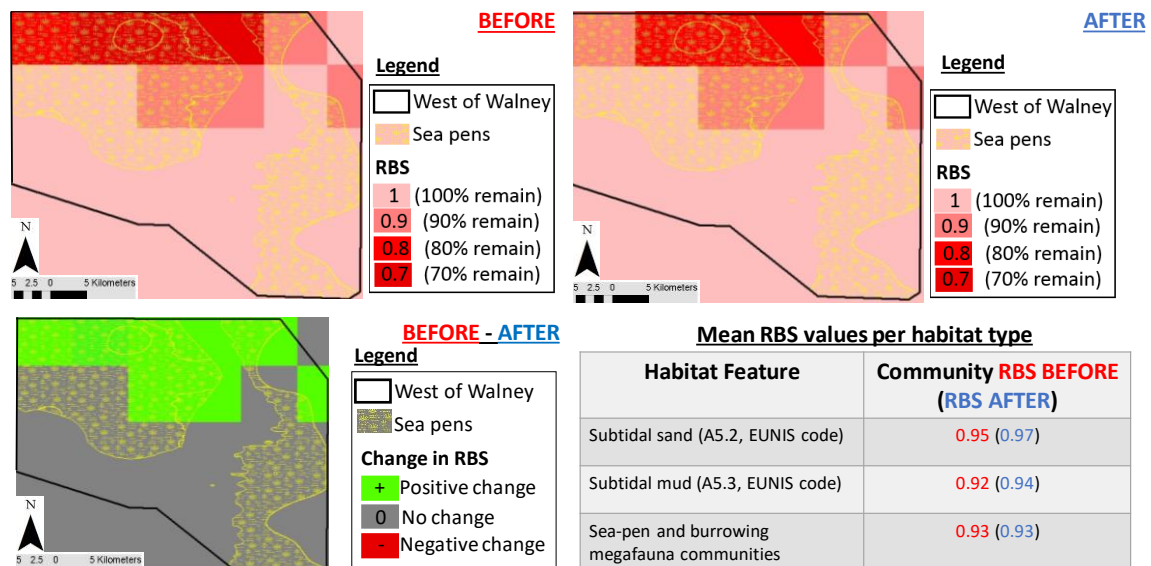 BEFORE
Legend
West of Walney
Sea pens
RBS
1 (100% remain)
0.9 (90% remain)
0.8 (80% remain)
0.7 (70% remain)
N
5 2.5 0 5 Kilometers
AFTER
Legend
West of Walney
Sea pens
RBS
1 (100% remain)
0.9 (90% remain)
0.8 (80% remain)
0.7 (70% remain)
N
5 2.5 0 5 Kilometers
BEFORE - AFTER
Legend
West of Walney
Sea pens
Change in RBS
+ Positive change
0 No change
- Negative change
N
5 2.5 0 5 Kilometers
Mean RBS values per habitat type
Habitat Feature
Community RBS BEFORE
(RBS AFTER)
Subtidal sand (A5.2, EUNIS code)
0.95 (0.97)
Subtidal mud (A5.3, EUNIS code)
0.92 (0.94)
Sea-pen and burrowing
megafauna communities
0.93 (0.93)